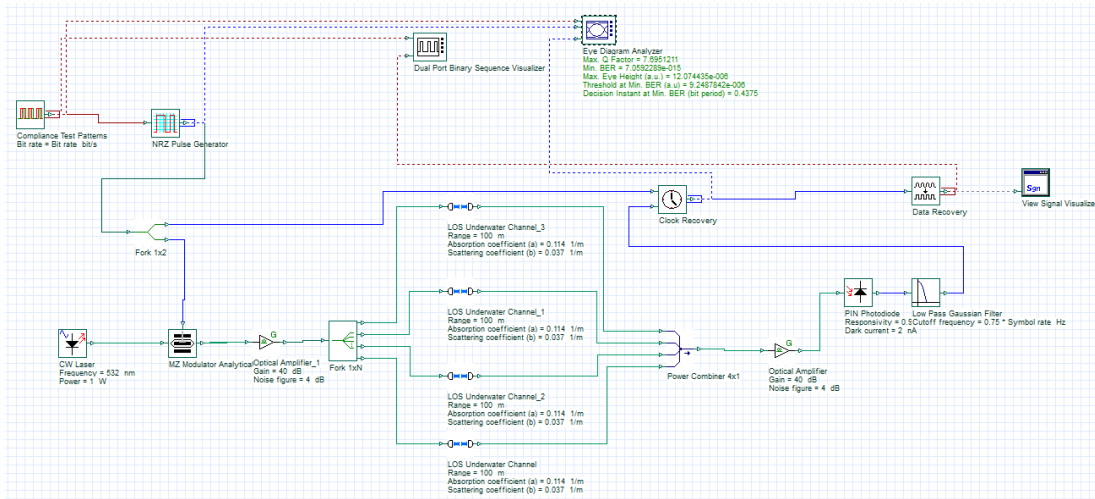 Eye Diagram Analyzer
Max. Q Factor = 7.6951211
Min. BER = 7.0592289e-015
Max. Eye Height (a.u.) = 12.074435e-006
Threshold at Min. BER (a.u) = 9.2487842e-006
Decision Instant at Min. BER (bit period) = 0.4375
Dual Port Binary Sequence Visualizer
Compliance Test Patterns
Bit rate = Bit rate bit/s
NRZ Pulse Generator
Clock Recovery
Data Recovery
Sgn
View Signal Visualize
Fork 1x2
LOS Underwater Channel_3
Range = 100 m
Absorption coefficient (a) = 0.114 1/m
Scattering coefficient (b) = 0.037 1/m
LOS Underwater Channel_1
Range = 100 m
Absorption coefficient (a) = 0.114 1/m
Scattering coefficient (b) = 0.037 1/m
PIN Photodiode
Responsivity = 0.5
Dark current = 2 nA
Low Pass Gaussian Filter
Cutoff frequency = 0.75 * Symbol rate Hz
CW Laser
Frequency = 532 nm
Power = 1 W
MZ Modulator Analytical
G
Optical Amplifier_1
Gain = 40 dB
Noise figure = 4 dB
Fork 1xN
Power Combiner 4x1
G
Optical Amplifier
Gain = 40 dB
Noise figure = 4 dB
LOS Underwater Channel_2
Range = 100 m
Absorption coefficient (a) = 0.114 1/m
Scattering coefficient (b) = 0.037 1/m
LOS Underwater Channel
Range = 100 m
Absorption coefficient (a) = 0.114 1/m
Scattering coefficient (b) = 0.037 1/m